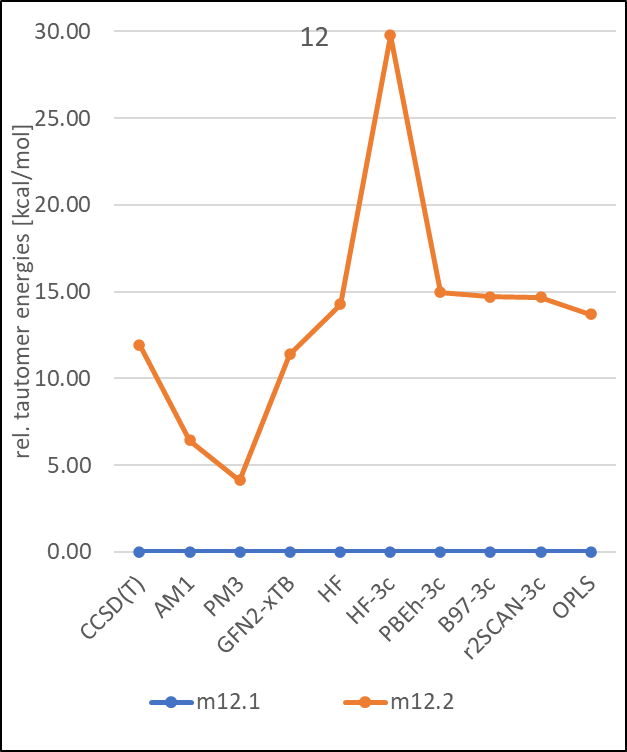 12
30.00
25.00
20.00
15.00
10.00
5.00
0.00
rel. tautomer energies [kcal/mol]
CCSD(T)
AM1
PM3
GFN2-xTB
HF
HF-3c
PBEh-3c
B97-3c
r2SCAN-3c
OPLS
m12.1
m12.2